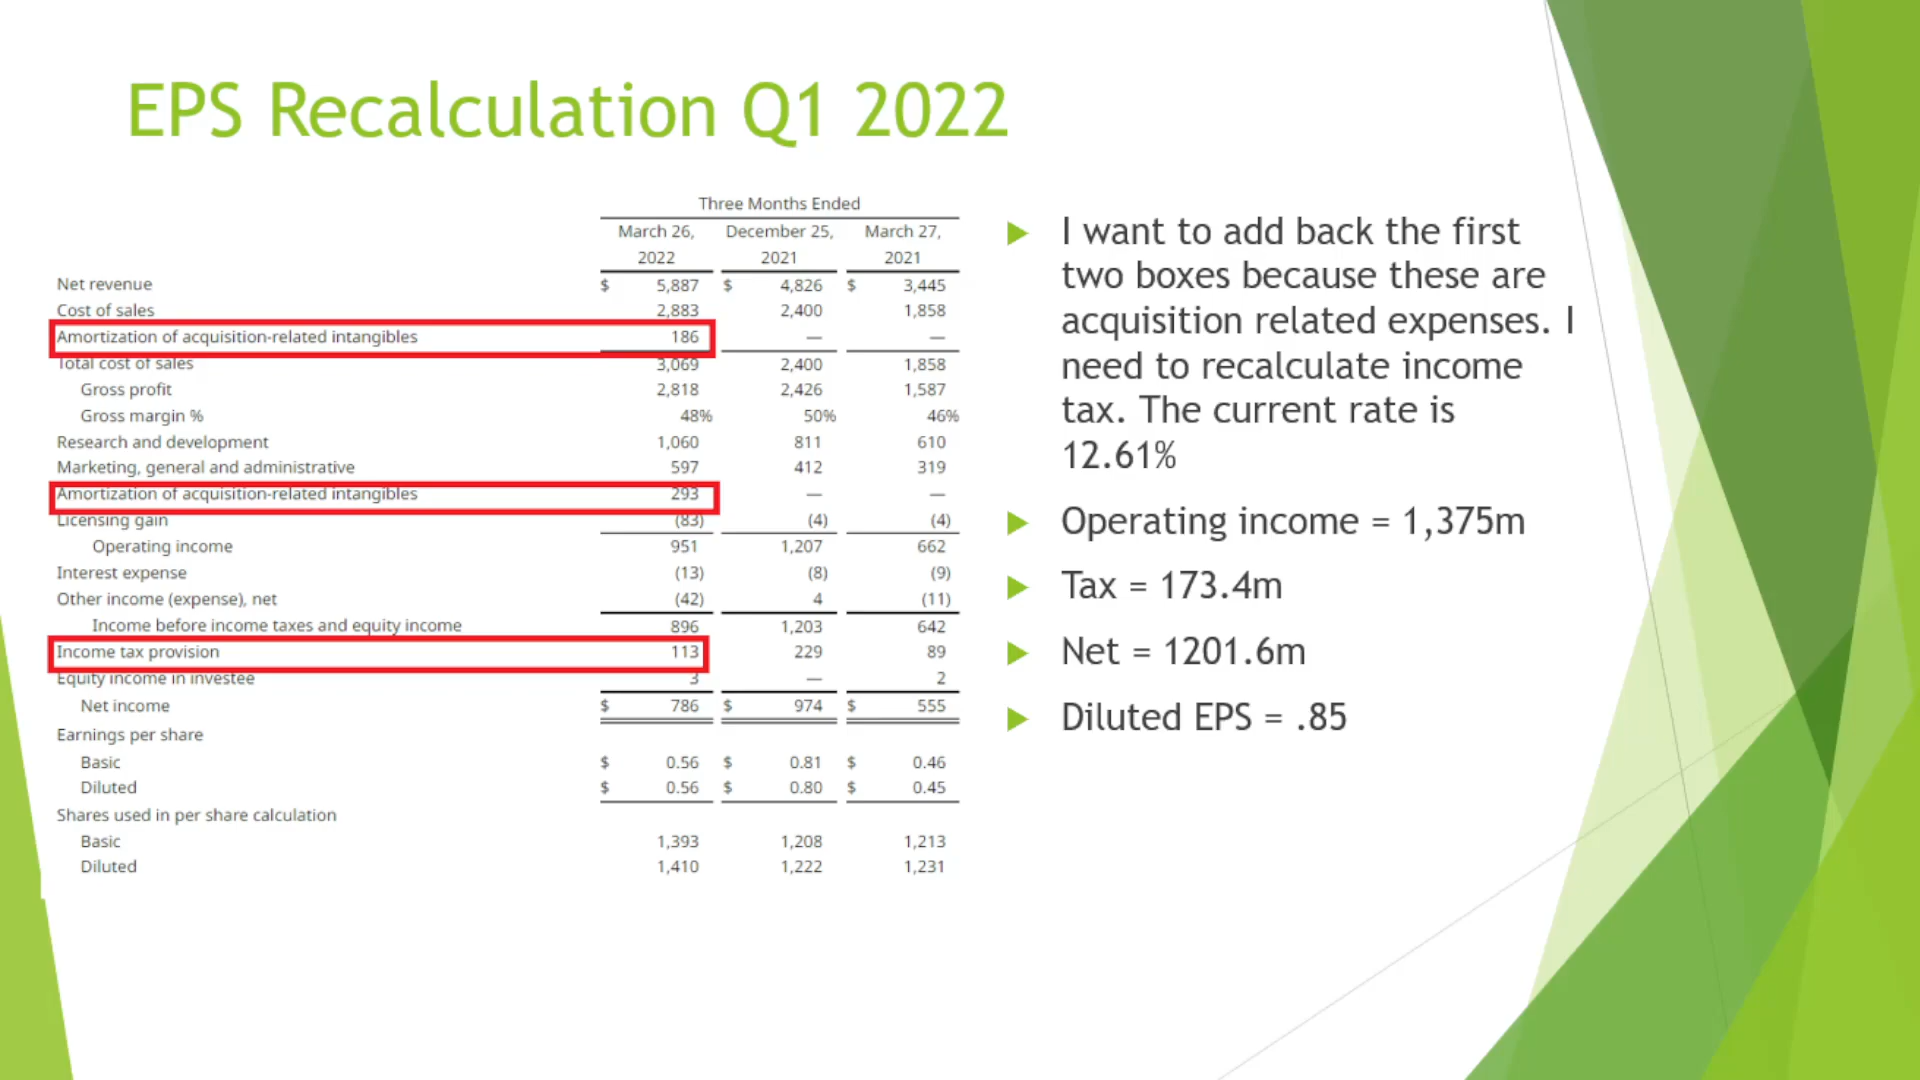 EPS Recalculation Q1 2022
Three Months Ended
March 26, December 25, March 27,
2022 2021 2021
Net revenue $ 5,887 $ 4,826 $ 3,445
Cost of sales 2,883 2,400 1,858
Amortization of acquisition-related intangibles 186 — —
Total cost of sales 3,069 2,400 1,858
Gross profit 2,818 2,426 1,587
Gross margin % 48% 50% 46%
Research and development 1,060 811 610
Marketing, general and administrative 597 412 319
Amortization of acquisition-related intangibles 293 — —
Licensing gain (83) (4) (4)
Operating income 951 1,207 662
Interest expense (13) (8) (9)
Other income (expense), net (42) 4 (11)
Income before income taxes and equity income 896 1,203 642
Income tax provision 113 229 89
Equity income in investee 3 — 2
Net income $ 786 $ 974 $ 555
Earnings per share
Basic $ 0.56 $ 0.81 $ 0.46
Diluted $ 0.56 $ 0.80 $ 0.45
Shares used in per share calculation
Basic 1,393 1,208 1,213
Diluted 1,410 1,222 1,231
I want to add back the first
two boxes because these are
acquisition related expenses. I
need to recalculate income
tax. The current rate is
12.61%
Operating income = 1,375m
Tax = 173.4m
Net = 1201.6m
Diluted EPS = .85